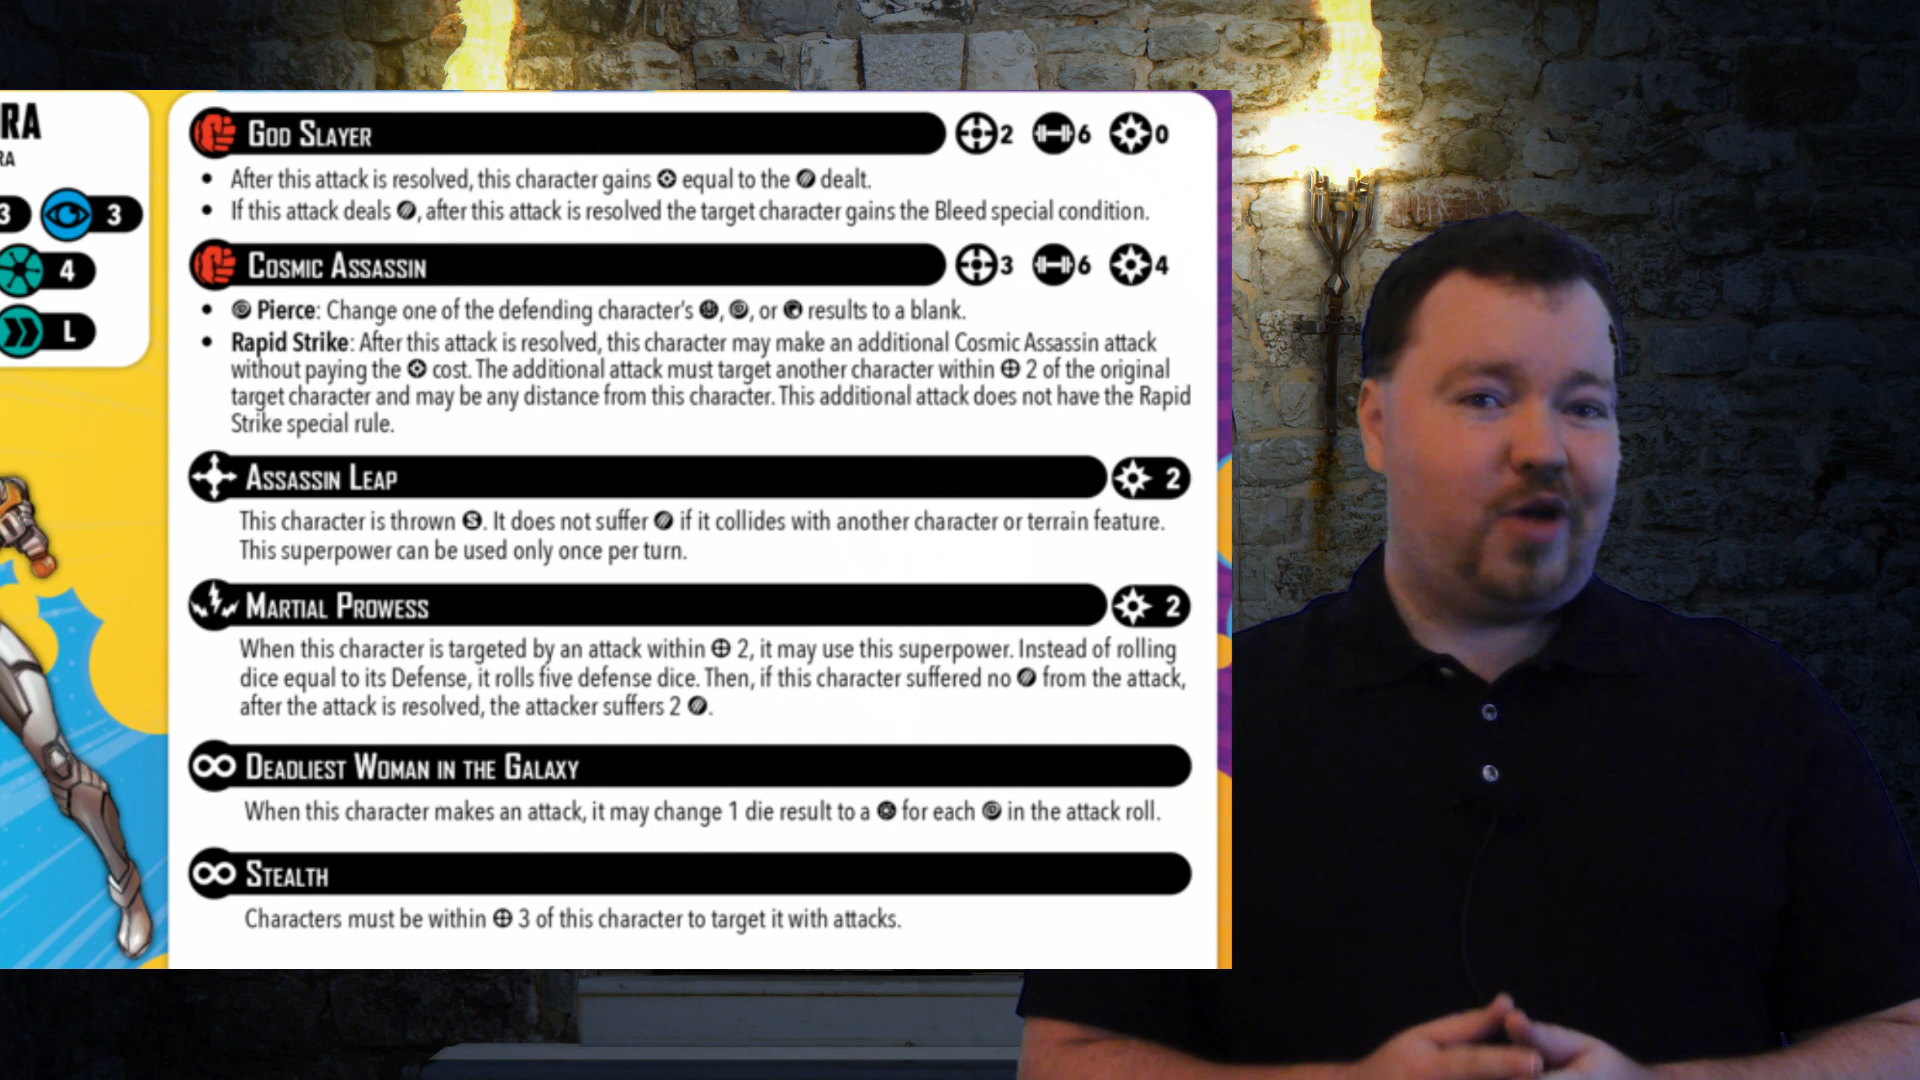 RA
RA
3 3
4
L
GOD SLAYER 2 6 0
• After this attack is resolved, this character gains equal to the dealt.
• If this attack deals , after this attack is resolved the target character gains the Bleed special condition.
COSMIC ASSASSIN 3 6 4
• Pierce: Change one of the defending character's , , or results to a blank.
• Rapid Strike: After this attack is resolved, this character may make an additional Cosmic Assassin attack
without paying the cost. The additional attack must target another character within 2 of the original
target character and may be any distance from this character. This additional attack does not have the Rapid
Strike special rule.
ASSASSIN LEAP 2
This character is thrown S. It does not suffer if it collides with another character or terrain feature.
This superpower can be used only once per turn.
MARTIAL PROWESS 2
When this character is targeted by an attack within 2, it may use this superpower. Instead of rolling
dice equal to its Defense, it rolls five defense dice. Then, if this character suffered no from the attack,
after the attack is resolved, the attacker suffers 2 .
DEADLIEST WOMAN IN THE GALAXY
When this character makes an attack, it may change 1 die result to a for each in the attack roll.
STEALTH
Characters must be within 3 of this character to target it with attacks.